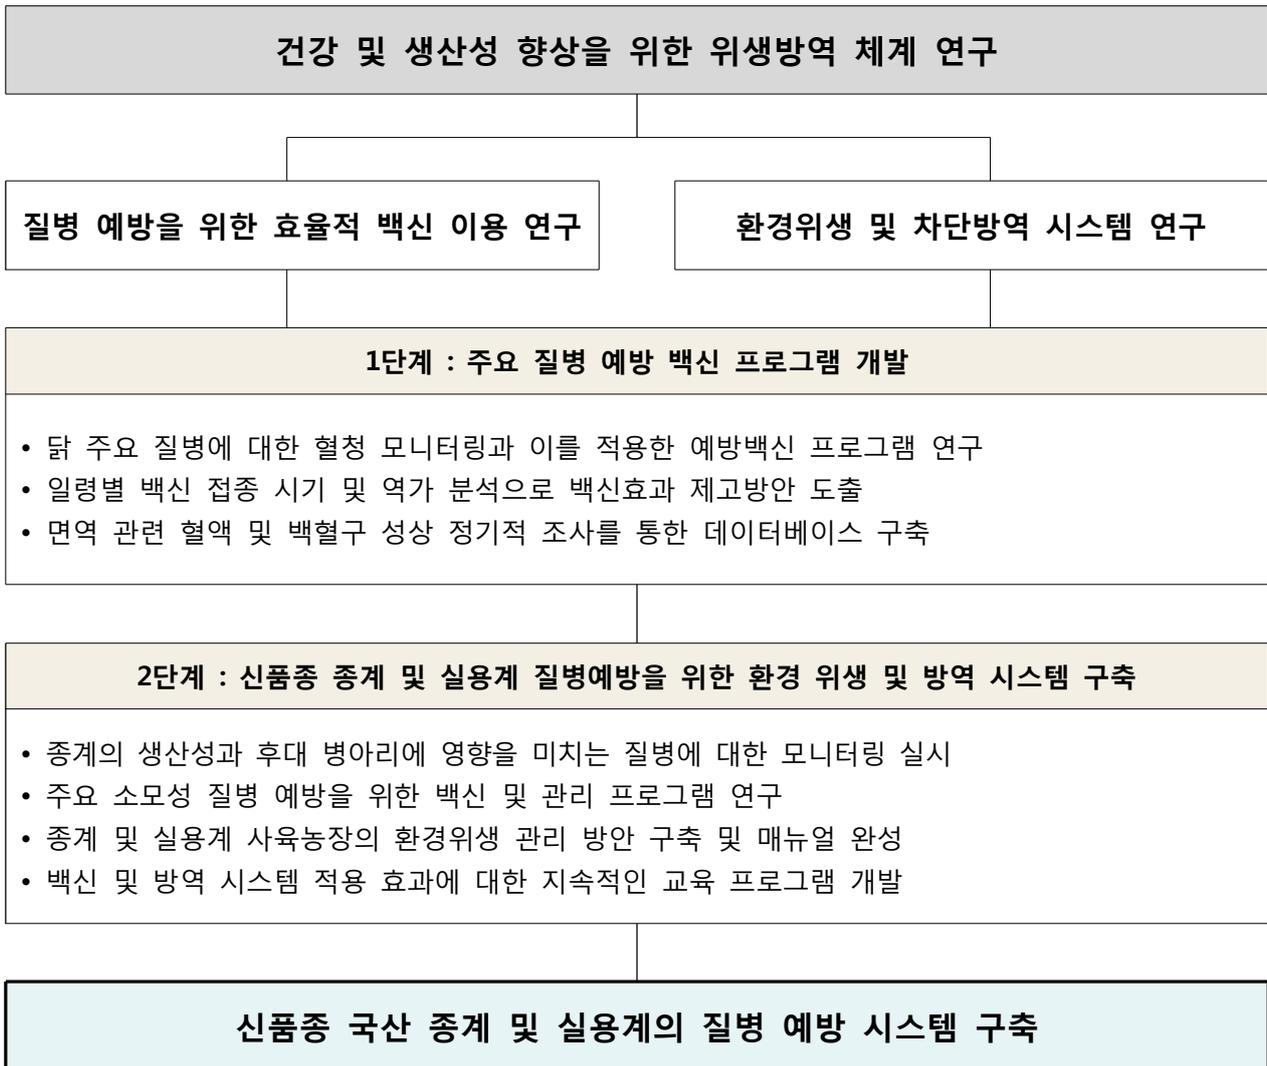 건강 및 생산성 향상을 위한 위생방역 체계 연구
질병 예방을 위한 효율적 백신 이용 연구
환경위생 및 차단방역 시스템 연구
1단계 : 주요 질병 예방 백신 프로그램 개발
• 닭 주요 질병에 대한 혈청 모니터링과 이를 적용한 예방백신 프로그램 연구
• 일령별 백신 접종 시기 및 역가 분석으로 백신효과 제고방안 도출
• 면역 관련 혈액 및 백혈구 성상 정기적 조사를 통한 데이터베이스 구축
2단계 : 신품종 종계 및 실용계 질병예방을 위한 환경 위생 및 방역 시스템 구축
• 종계의 생산성과 후대 병아리에 영향을 미치는 질병에 대한 모니터링 실시
• 주요 소모성 질병 예방을 위한 백신 및 관리 프로그램 연구
• 종계 및 실용계 사육농장의 환경위생 관리 방안 구축 및 매뉴얼 완성
• 백신 및 방역 시스템 적용 효과에 대한 지속적인 교육 프로그램 개발
신품종 국산 종계 및 실용계의 질병 예방 시스템 구축